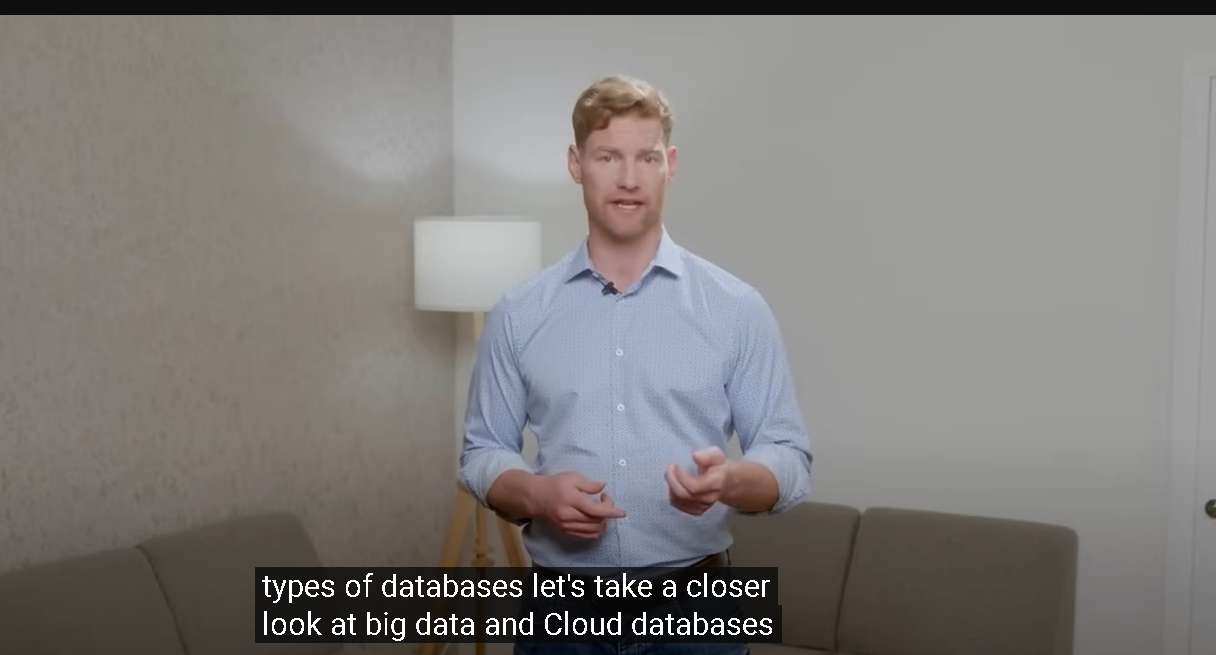 types of databases let's take a closer
look at big data and Cloud databases